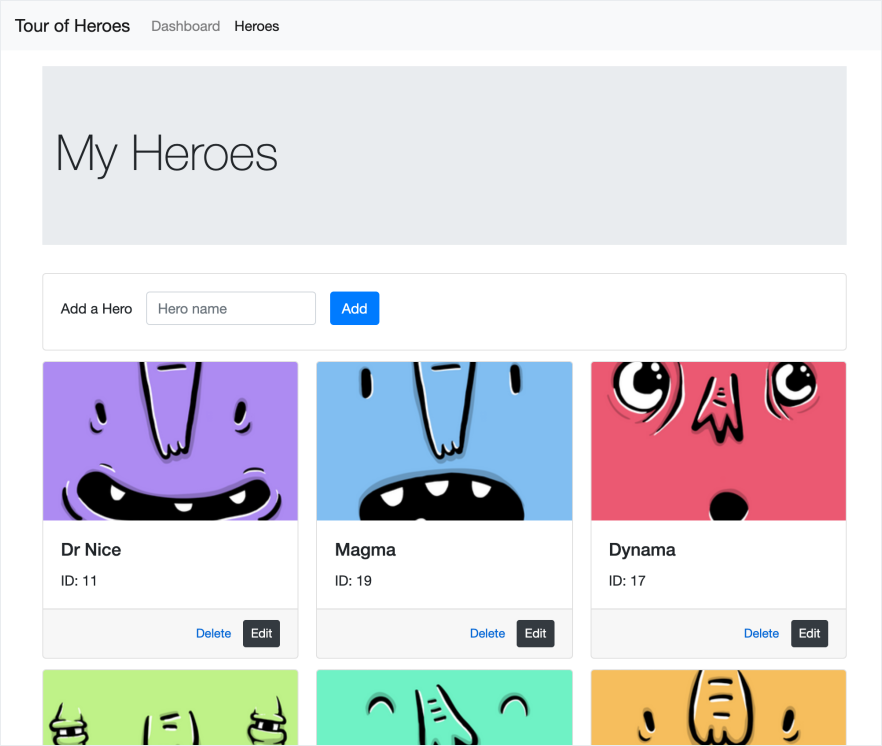 Tour of Heroes Dashboard Heroes
My Heroes
Add a Hero Hero name Add
Dr Nice
ID: 11
Delete Edit
Magma
ID: 19
Delete Edit
Dynama
ID: 17
Delete Edit